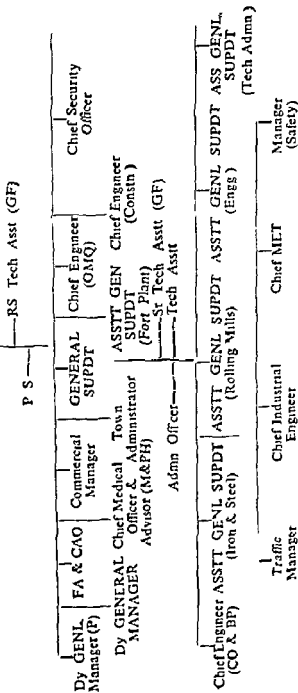 P S
RS Tech Asst (GF)
Dy GENL
Manager (P)
FA & CAO
Commercial
Manager
GENERAL
SUPDT
Chief Engineer
(OMQ)
Chief Security
Officer
Dy GENERAL
MANAGER
Chief Medical
Officer &
Advisor (M&PH)
Town
Administrator
ASSTT GEN
SUPDT
(Fort Plant)
Chief Engineer
(Constn)
St Tech Asstt (GF)
Admn Officer
Tech Asstt
Chief Engineer
(CO & BP)
ASSTT GENL SUPDT
(Iron & Steel)
ASSTT GENL SUPDT
(Rolling Mills)
ASSTT GENL SUPDT
(Engg)
ASS GENL.
SUPDT
(Tech Admn)
Traffic
Manager
Chief Industrial
Engineer
Chief MET
Manager
(Safety)